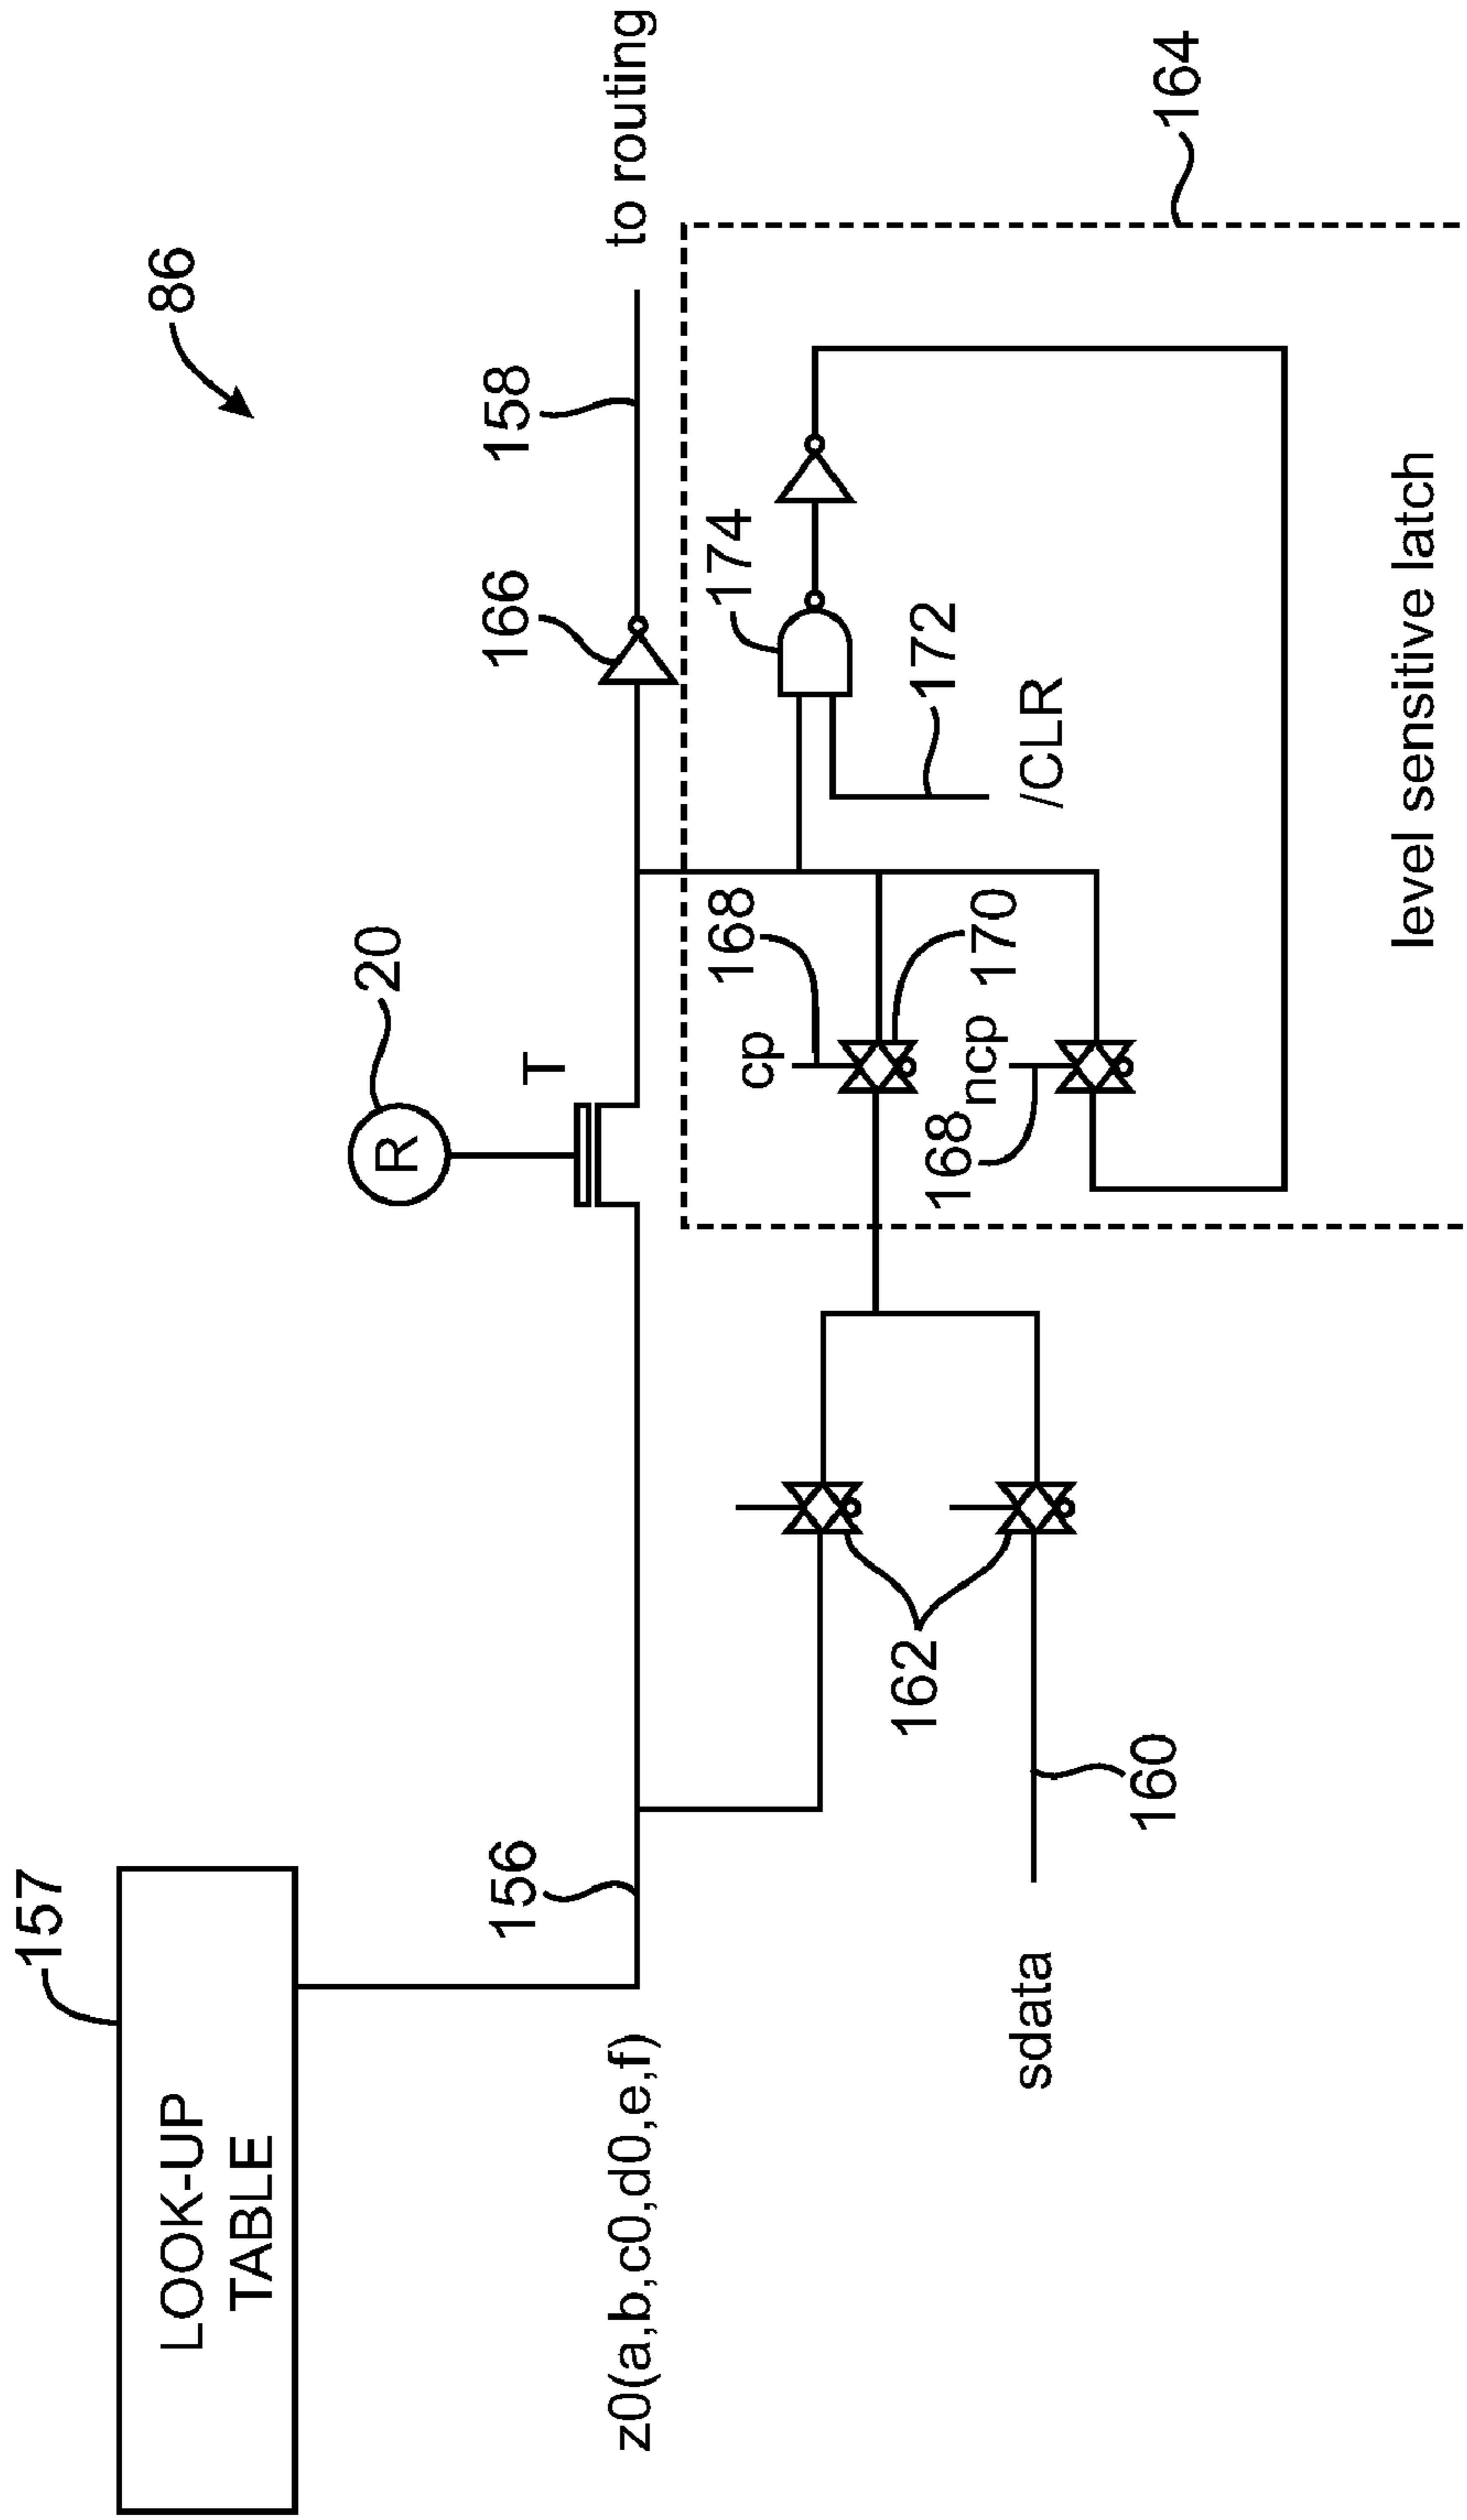 86
157
LOOK-UP
TABLE
20
R
T
156
166
158
to routing
z0(a,b,c0,d0,e,f)
cp
168
174
162
168
ncp
170
172
/CLR
sdata
160
164
level sensitive latch